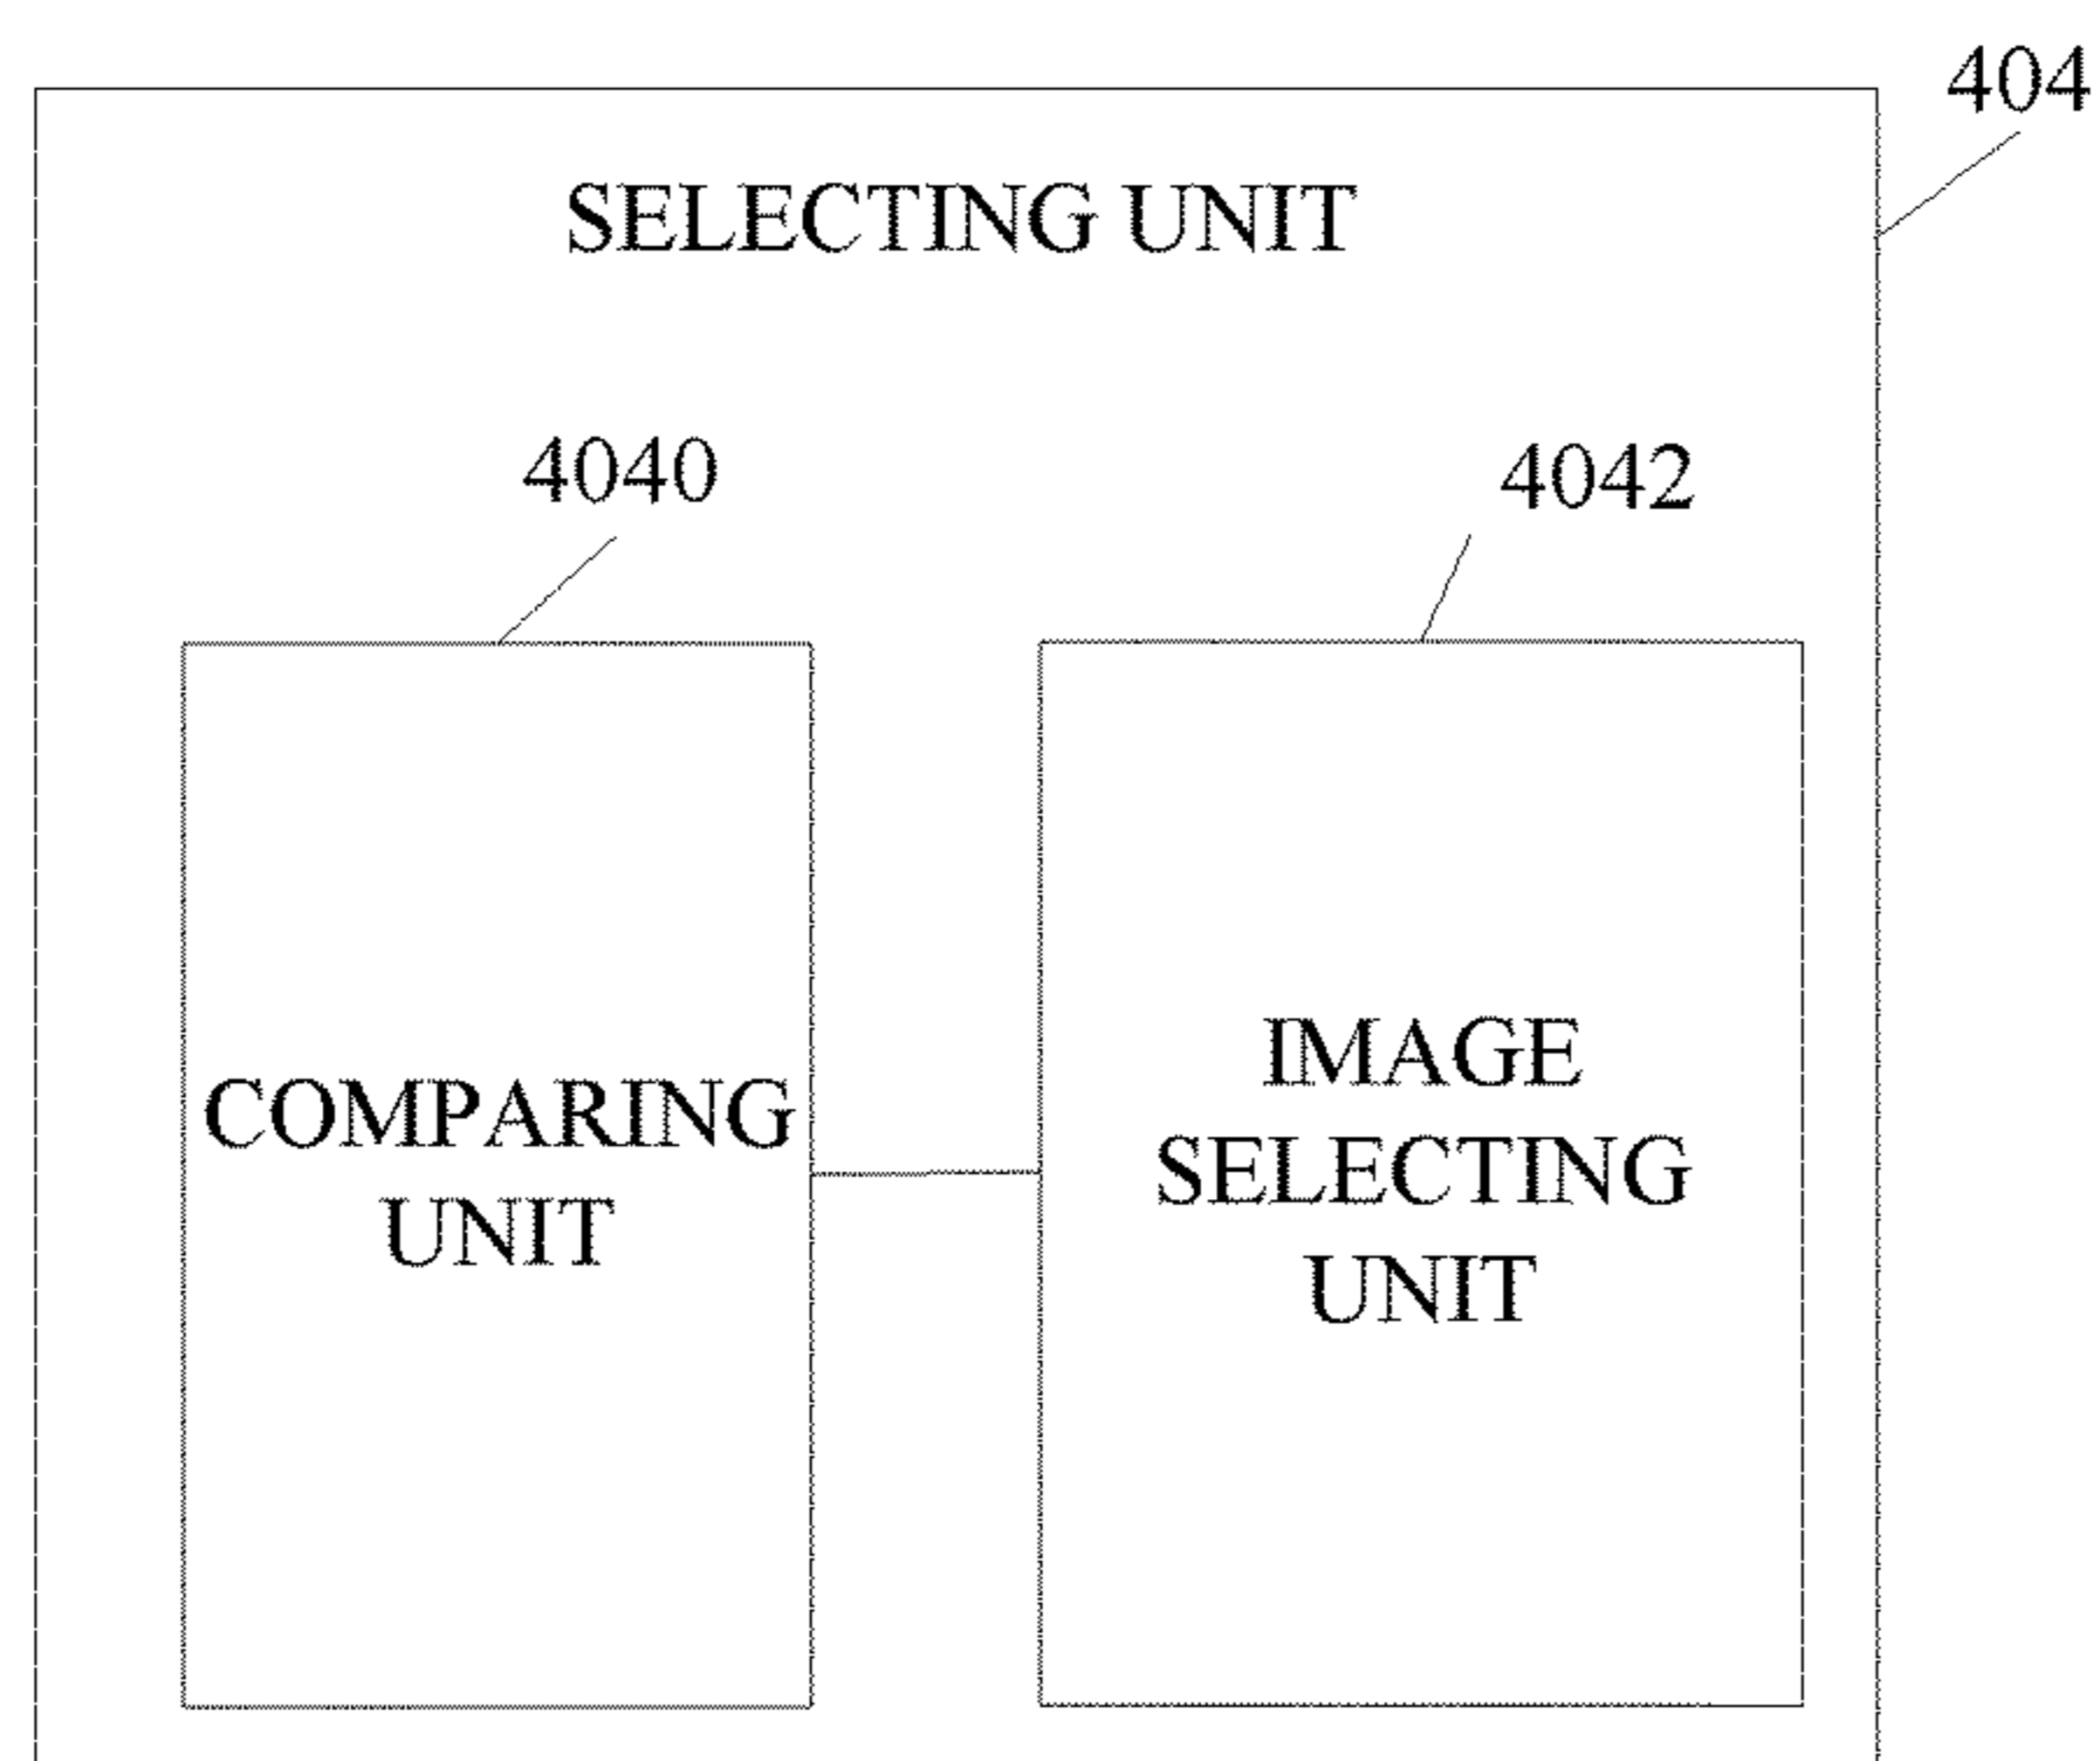 404
SELECTING UNIT
4040
4042
COMPARING
UNIT
IMAGE
SELECTING
UNIT